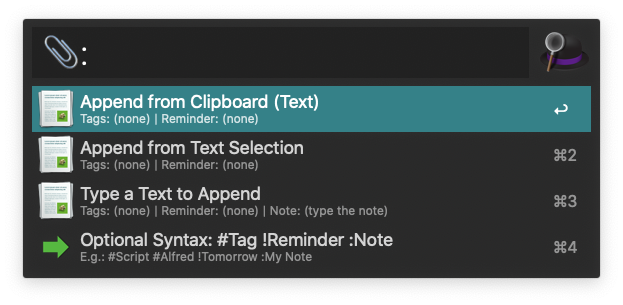 :
Append from Clipboard (Text)
Tags: (none) | Reminder: (none)
↩
Append from Text Selection
Tags: (none) | Reminder: (none)
⌘2
Type a Text to Append
Tags: (none) | Reminder: (none) | Note: (type the note)
⌘3
Optional Syntax: #Tag !Reminder :Note
E.g.: #Script #Alfred !Tomorrow :My Note
⌘4